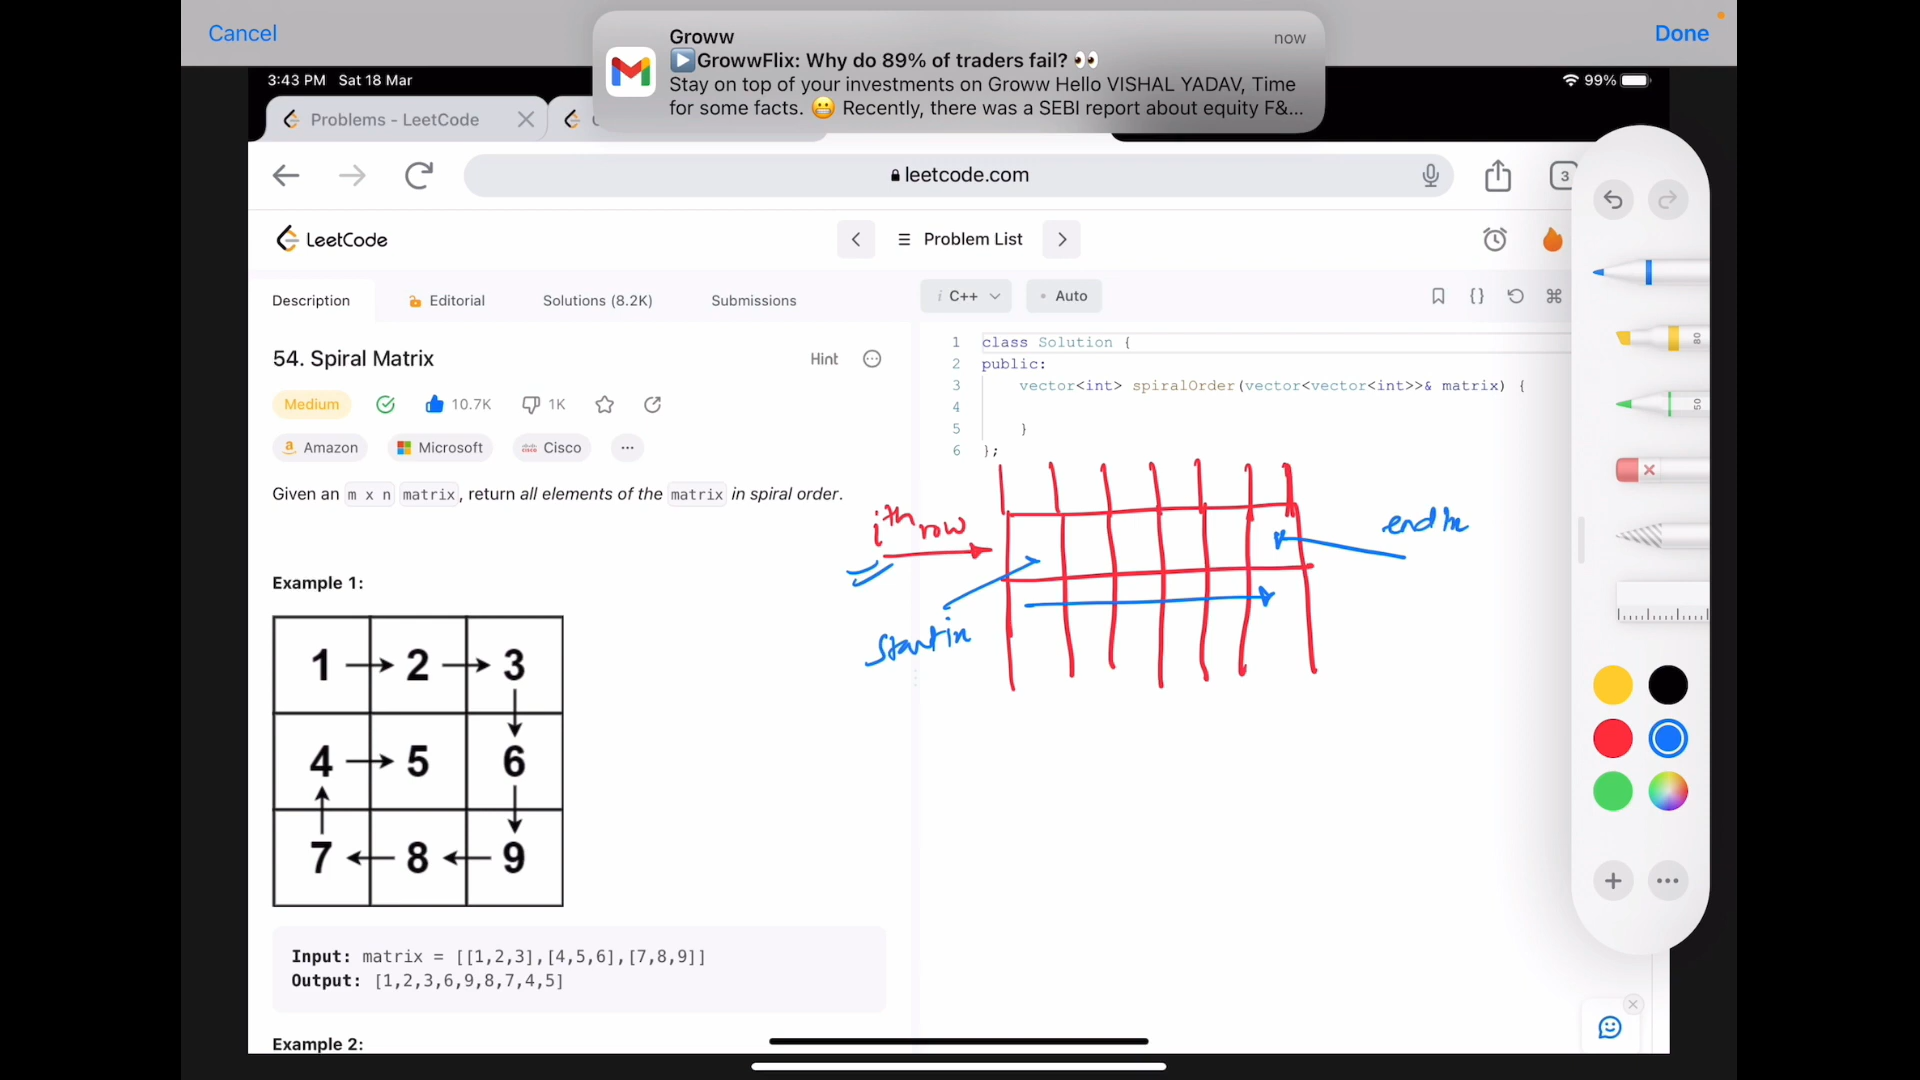 Cancel
Groww
now
Done
GrowwFlix: Why do 89% of traders fail? 👀
Stay on top of your investments on Groww Hello VISHAL YADAV, Time
for some facts. 😬 Recently, there was a SEBI report about equity F&...
3:43 PM Sat 18 Mar
99%
Problems - LeetCode
leetcode.com
3
LeetCode
Problem List
Description
Editorial
Solutions (8.2K)
Submissions
i C++
Auto
54. Spiral Matrix
Hint
Medium
10.7K
1K
Amazon
Microsoft
Cisco
Given an m x n matrix, return all elements of the matrix in spiral order.
1 class Solution {
2 public:
3 vector<int> spiralOrder(vector<vector<int>>& matrix) {
4
5 }
6 };
ith row
endin
startin
Example 1:
1 2 3
4 5 6
7 8 9
Input: matrix = [[1,2,3],[4,5,6],[7,8,9]]
Output: [1,2,3,6,9,8,7,4,5]
Example 2:
80
50